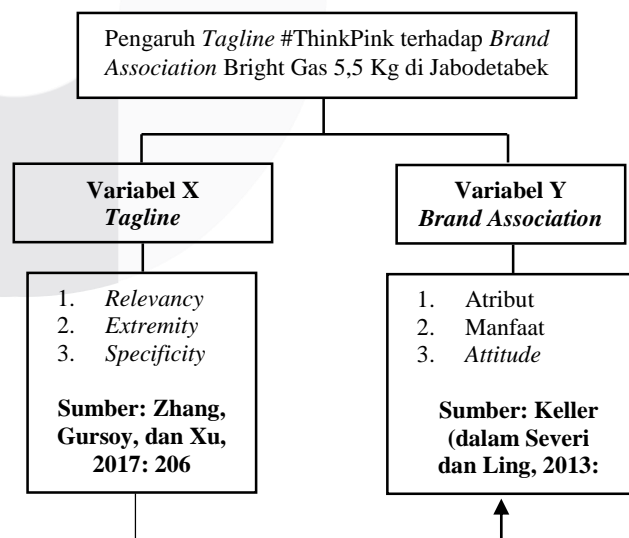 Pengaruh Tagline #ThinkPink terhadap Brand
Association Bright Gas 5,5 Kg di Jabodetabek
Variabel X
Tagline
1. Relevancy
2. Extremity
3. Specificity
Sumber: Zhang,
Gursoy, dan Xu,
2017: 206
Variabel Y
Brand Association
1. Atribut
2. Manfaat
3. Attitude
Sumber: Keller
(dalam Severi
dan Ling, 2013: